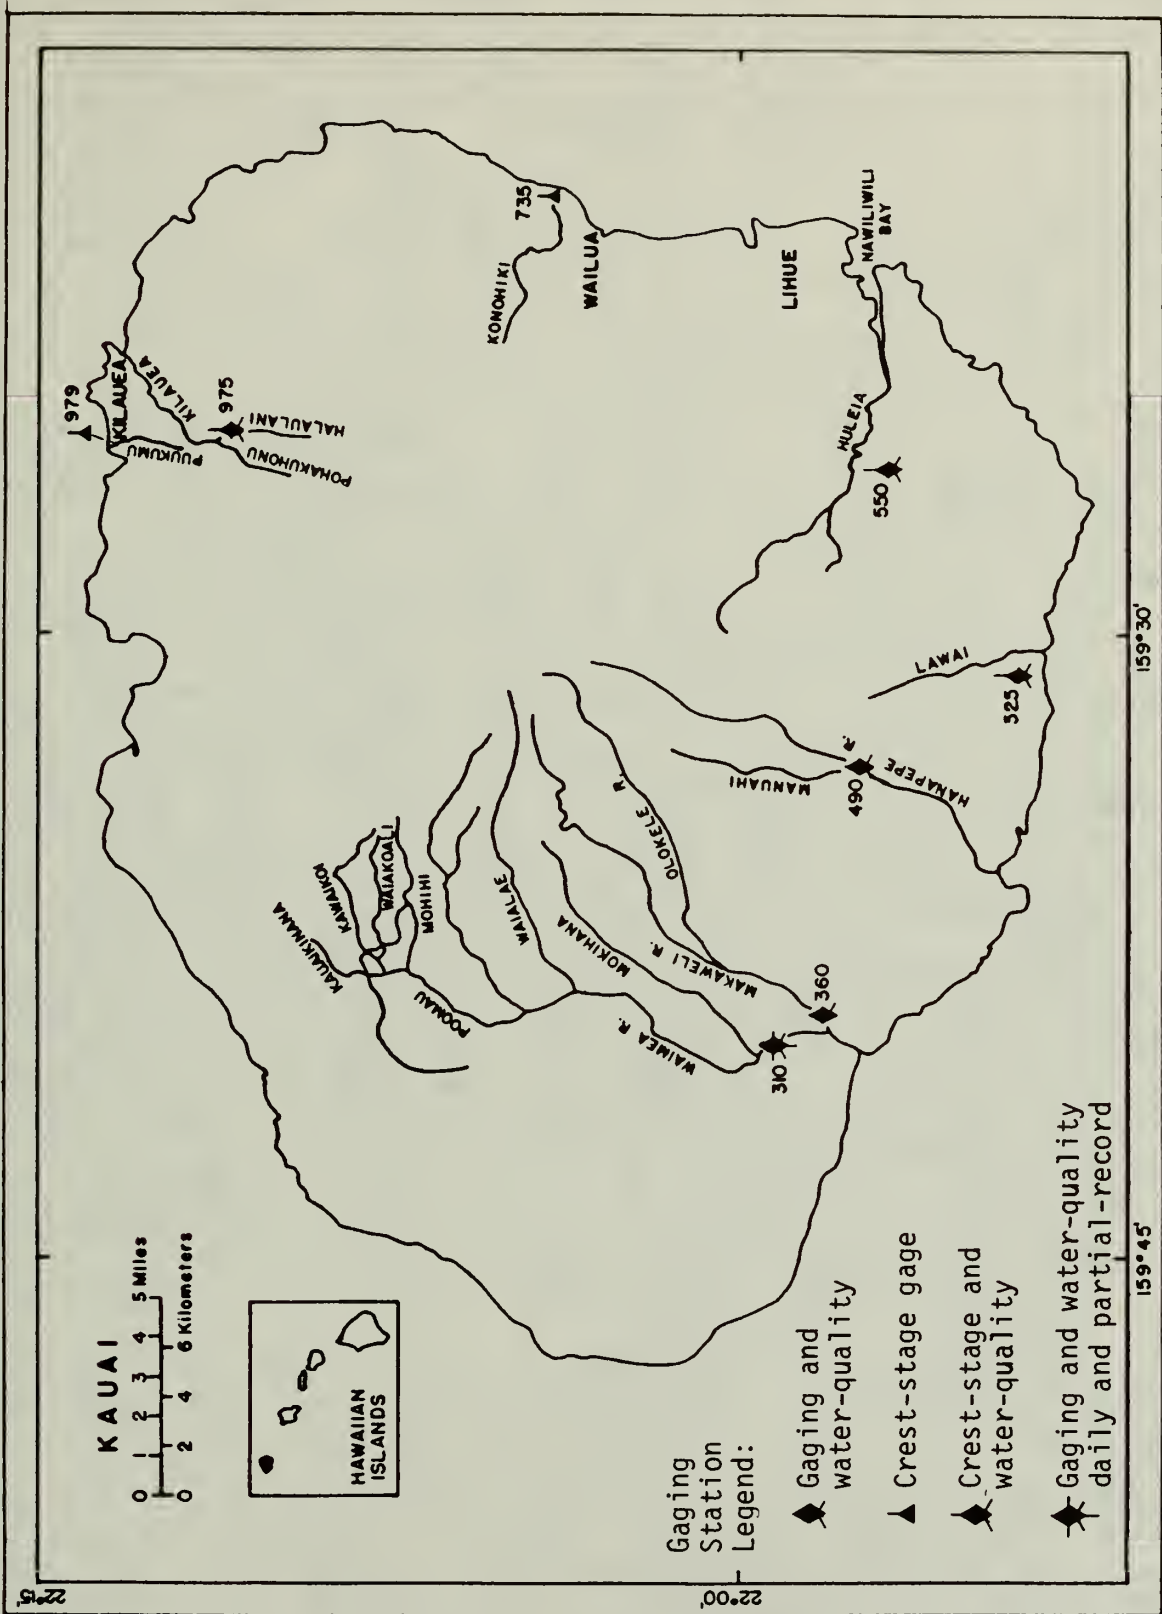 KAUAI
0 1 2 3 4 5 Miles
0 2 4 6 Kilometers
HAWAIIAN
ISLANDS
22°15'
22°00'
159°45'
159°30'
979
KILAUEA
KILAUEA
PUUKUMU
975
HALAULANI
POHAKUHONU
735
KONOHIKI
WAILUA
LIHUE
NAWILIWILI
BAY
HULEIA
550
LAWAI
525
HANAPEPE R.
490
MANUAHI
OLOKELE R.
MAKAWELI R.
360
MOKIHANA
WAIALAE
WAIMEA R.
310
POOMAU
MOHIHI
WAIAKOALI
KAWAIKOI
KAUAIKINANA
Gaging
Station
Legend:
Gaging and
water-quality
Crest-stage gage
Crest-stage and
water-quality
Gaging and water-quality
daily and partial-record